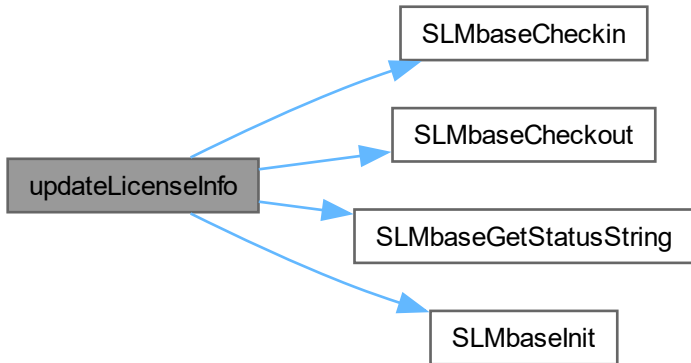 SLMbaseCheckin
SLMbaseCheckout
updateLicenseInfo
SLMbaseGetStatusString
SLMbaseInit